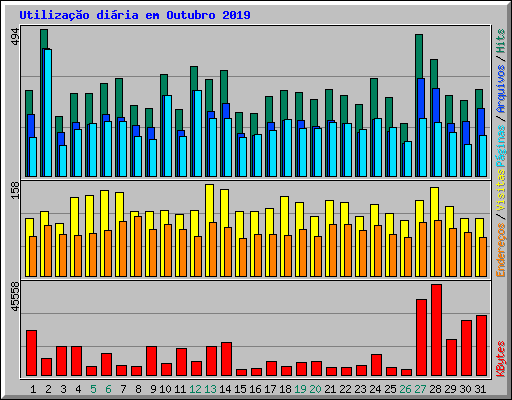 Utilização diária em Outubro 2019
494
158
45558
Endereços / Visitas Páginas / Arquivos / Hits
KBytes
1 2 3 4 5 6 7 8 9 10 11 12 13 14 15 16 17 18 19 20 21 22 23 24 25 26 27 28 29 30 31